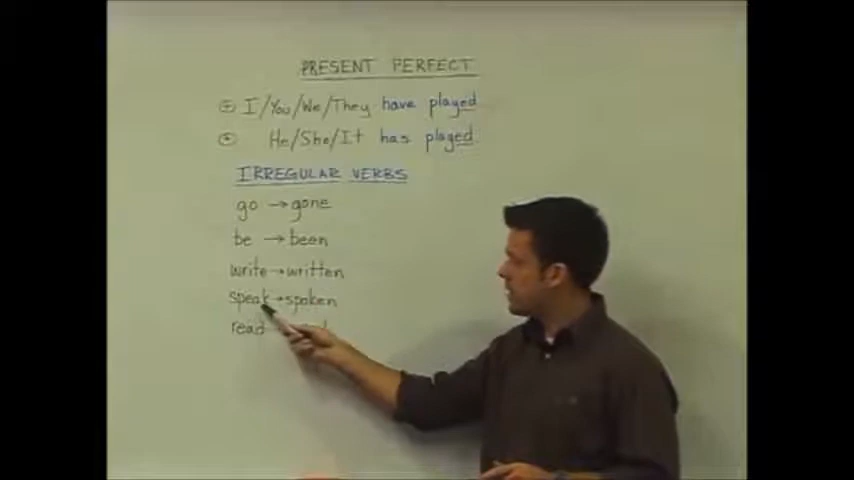 PRESENT PERFECT
+ I/You/We/They have played.
+ He/She/It has played.
IRREGULAR VERBS
go → gone
be → been
write → written
speak → spoken
read